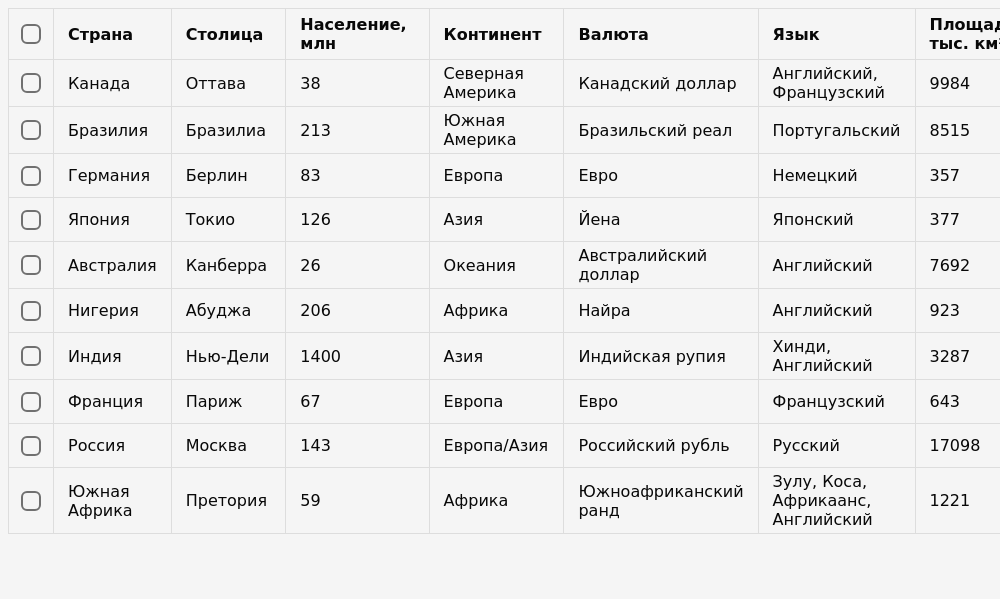 Страна Столица Население, млн Континент Валюта Язык тыс. км²
Канада Оттава 38 Северная Америка Канадский доллар Английский, Французский 9984
Бразилия Бразилиа 213 Южная Америка Бразильский реал Португальский 8515
Германия Берлин 83 Европа Евро Немецкий 357
Япония Токио 126 Азия Йена Японский 377
Австралия Канберра 26 Океания Австралийский доллар Английский 7692
Нигерия Абуджа 206 Африка Найра Английский 923
Индия Нью-Дели 1400 Азия Индийская рупия Хинди, Английский 3287
Франция Париж 67 Европа Евро Французский 643
Россия Москва 143 Европа/Азия Российский рубль Русский 17098
Южная Африка Претория 59 Африка Южноафриканский ранд Зулу, Коса, Африкаанс, Английский 1221